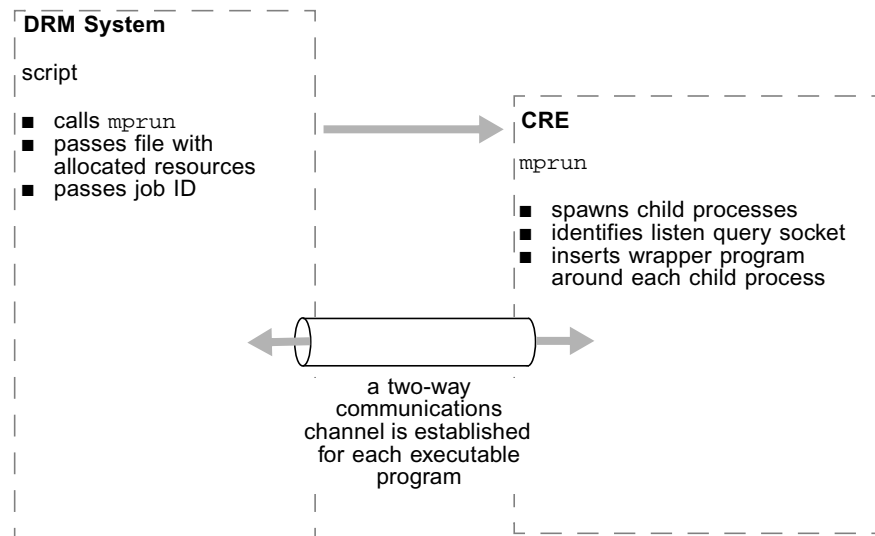 DRM System
script
■ calls mprun
■ passes file with
allocated resources
■ passes job ID
CRE
mprun
■ spawns child processes
■ identifies listen query socket
■ inserts wrapper program
around each child process
a two-way
communications
channel is established
for each executable
program